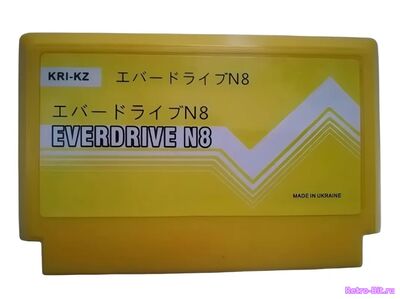 KRI-KZ エバードライブN8
エバードライブN8
EVERDRIVE N8
MADE IN UKRAINE
Retro-Bit.ru